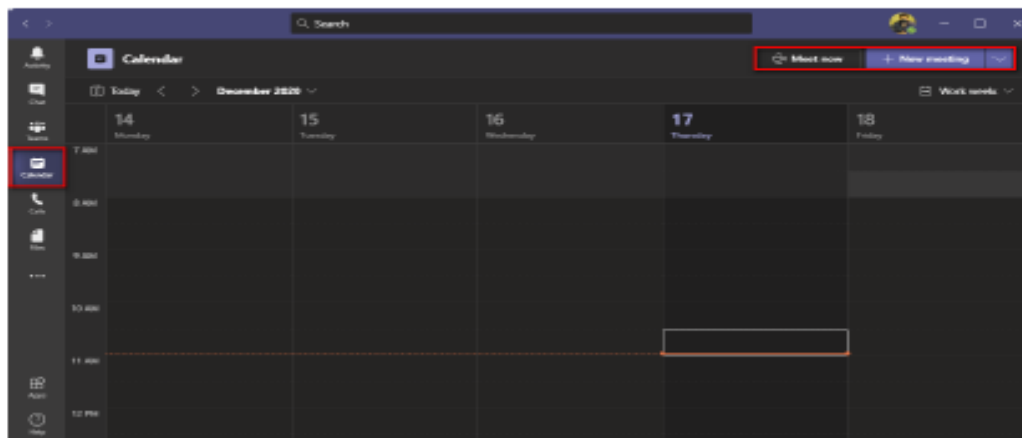 Search
Activity
Calendar
Meet now
+ New meeting
Chat
Today
December 2020
Work week
Teams
14
15
16
17
18
Monday
Tuesday
Wednesday
Thursday
Friday
7 AM
Calendar
8 AM
Calls
Files
9 AM
10 AM
11 AM
Apps
12 PM
Help